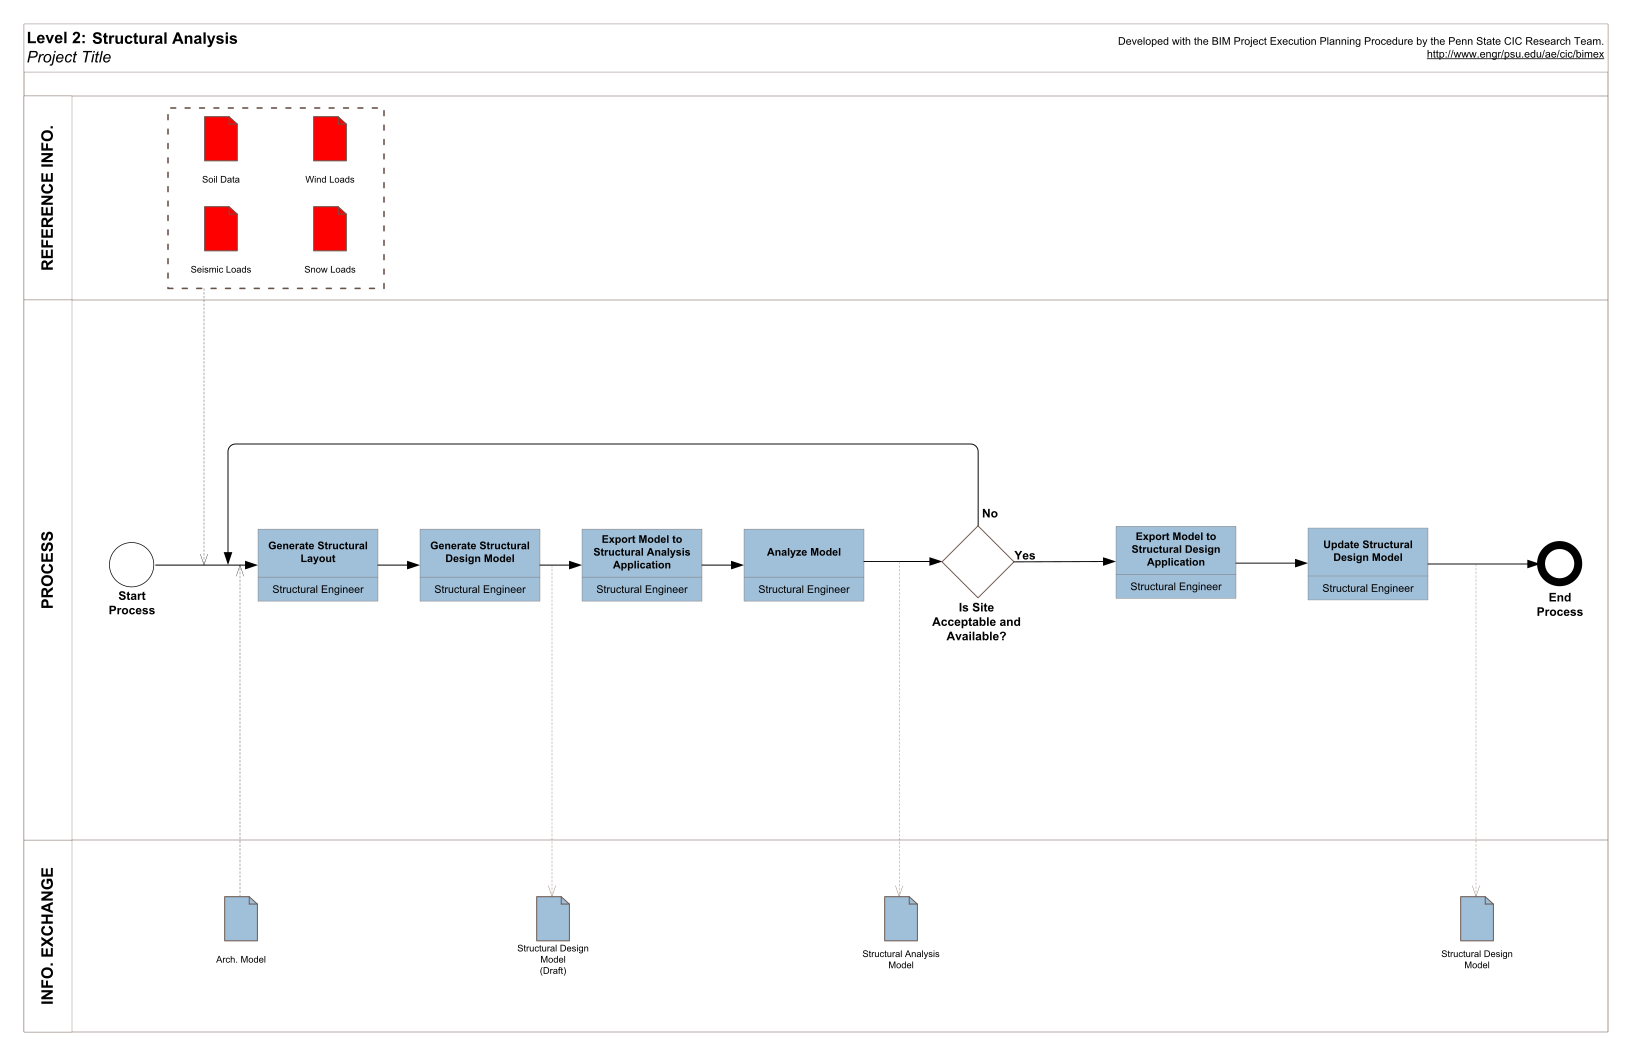 Level 2: Structural Analysis
Project Title
Developed with the BIM Project Execution Planning Procedure by the Penn State CIC Research Team.
http://www.engr/psu.edu/ae/cic/bimex
REFERENCE INFO.
Soil Data
Wind Loads
Seismic Loads
Snow Loads
PROCESS
Start
Process
Generate Structural
Layout
Structural Engineer
Generate Structural
Design Model
Structural Engineer
Export Model to
Structural Analysis
Application
Structural Engineer
Analyze Model
Structural Engineer
No
Yes
Is Site
Acceptable and
Available?
Export Model to
Structural Design
Application
Structural Engineer
Update Structural
Design Model
Structural Engineer
End
Process
INFO. EXCHANGE
Arch. Model
Structural Design
Model
(Draft)
Structural Analysis
Model
Structural Design
Model